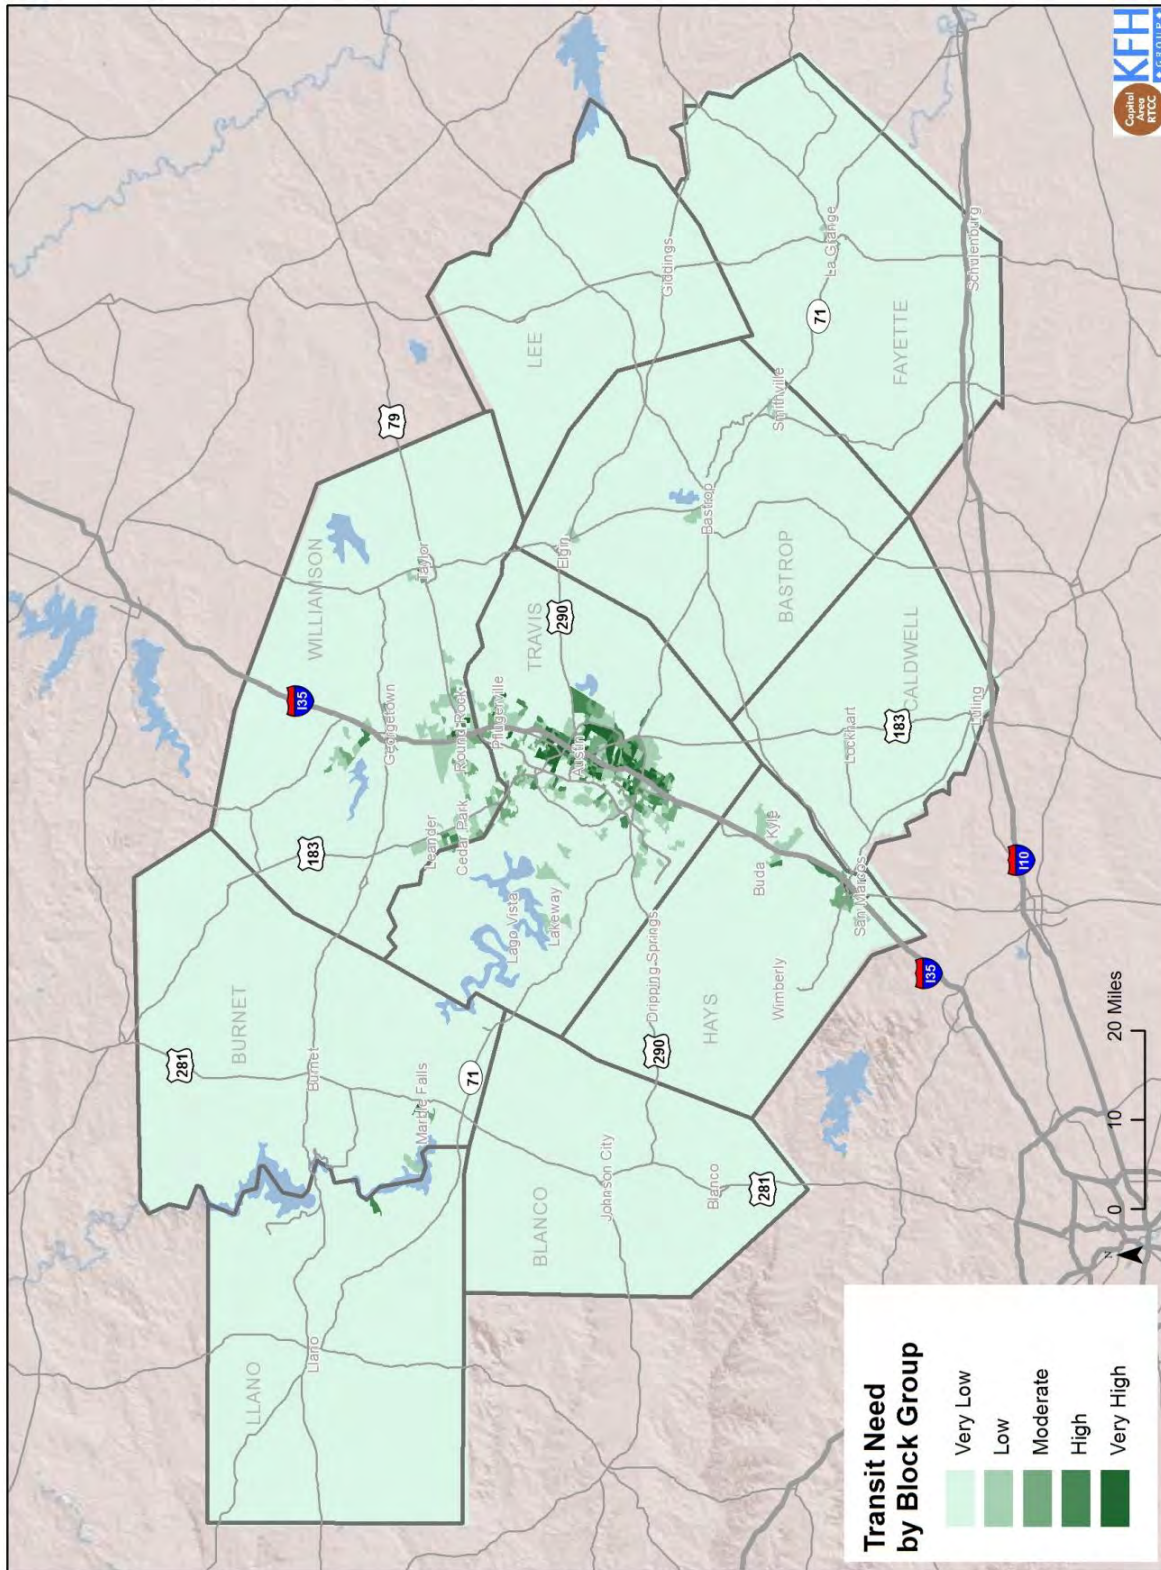 Capital
Area
RTCC
KFH
GROUP
I35
79
WILLIAMSON
183
281
BURNET
LLANO
Llano
Burnet
Georgetown
Taylor
Leander
Cedar Park
Round Rock
Pflugerville
LEE
Giddings
Marble Falls
71
Lago Vista
Lakeway
Austin
TRAVIS
290
Elgin
BLANCO
Johnson City
290
Dripping Springs
HAYS
Blanco
281
Wimberly
Buda
Kyle
San Marcos
Bastrop
BASTROP
Smithville
71
La Grange
FAYETTE
Schulenburg
CALDWELL
Lockhart
183
Luling
I35
I10
Transit Need
by Block Group
Very Low
Low
Moderate
High
Very High
N
0 10 20 Miles